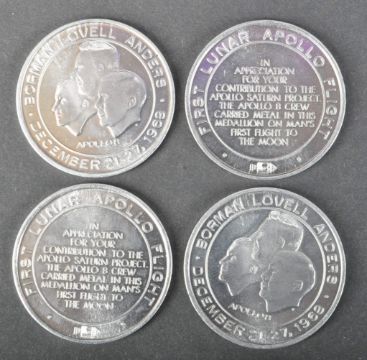 BORMAN · LOVELL · ANDERS
DECEMBER 21-27, 1968
APOLLO 8
FIRST LUNAR APOLLO FLIGHT
IN
APPRECIATION
FOR YOUR
CONTRIBUTION TO THE
APOLLO SATURN PROJECT.
THE APOLLO 8 CREW
CARRIED METAL IN THIS
MEDALLION ON MAN'S
FIRST FLIGHT TO
THE MOON
FIRST LUNAR APOLLO FLIGHT
IN
APPRECIATION
FOR YOUR
CONTRIBUTION TO THE
APOLLO SATURN PROJECT.
THE APOLLO 8 CREW
CARRIED METAL IN THIS
MEDALLION ON MAN'S
FIRST FLIGHT TO
THE MOON
BORMAN · LOVELL · ANDERS
DECEMBER 21-27, 1968
APOLLO 8